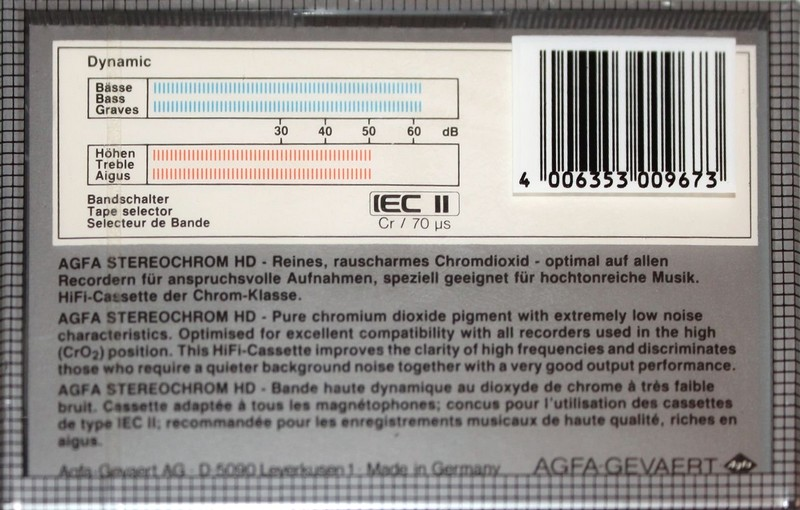 Dynamic
Bässe
Bass
Graves
30 40 50 60 dB
Höhen
Treble
Aigus
Bandschalter
Tape selector
Selecteur de Bande
IEC II
Cr / 70 µs
4 006353 009673
AGFA STEREOCHROM HD - Reines, rauscharmes Chromdioxid - optimal auf allen
Recordern für anspruchsvolle Aufnahmen, speziell geeignet für hochtonreiche Musik.
HiFi-Cassette der Chrom-Klasse.
AGFA STEREOCHROM HD - Pure chromium dioxide pigment with extremely low noise
characteristics. Optimised for excellent compatibility with all recorders used in the high
(CrO₂) position. This HiFi-Cassette improves the clarity of high frequencies and discriminates
those who require a quieter background noise together with a very good output performance.
AGFA STEREOCHROM HD - Bande haute dynamique au dioxyde de chrome à très faible
bruit. Cassette adaptée à tous les magnétophones; concus pour l'utilisation des cassettes
de type IEC II; recommandée pour les enregistrements musicaux de haute qualité, riches en
aigus.
Agfa-Gevaert AG · D-5090 Leverkusen 1 · Made in Germany
AGFA-GEVAERT Agfa